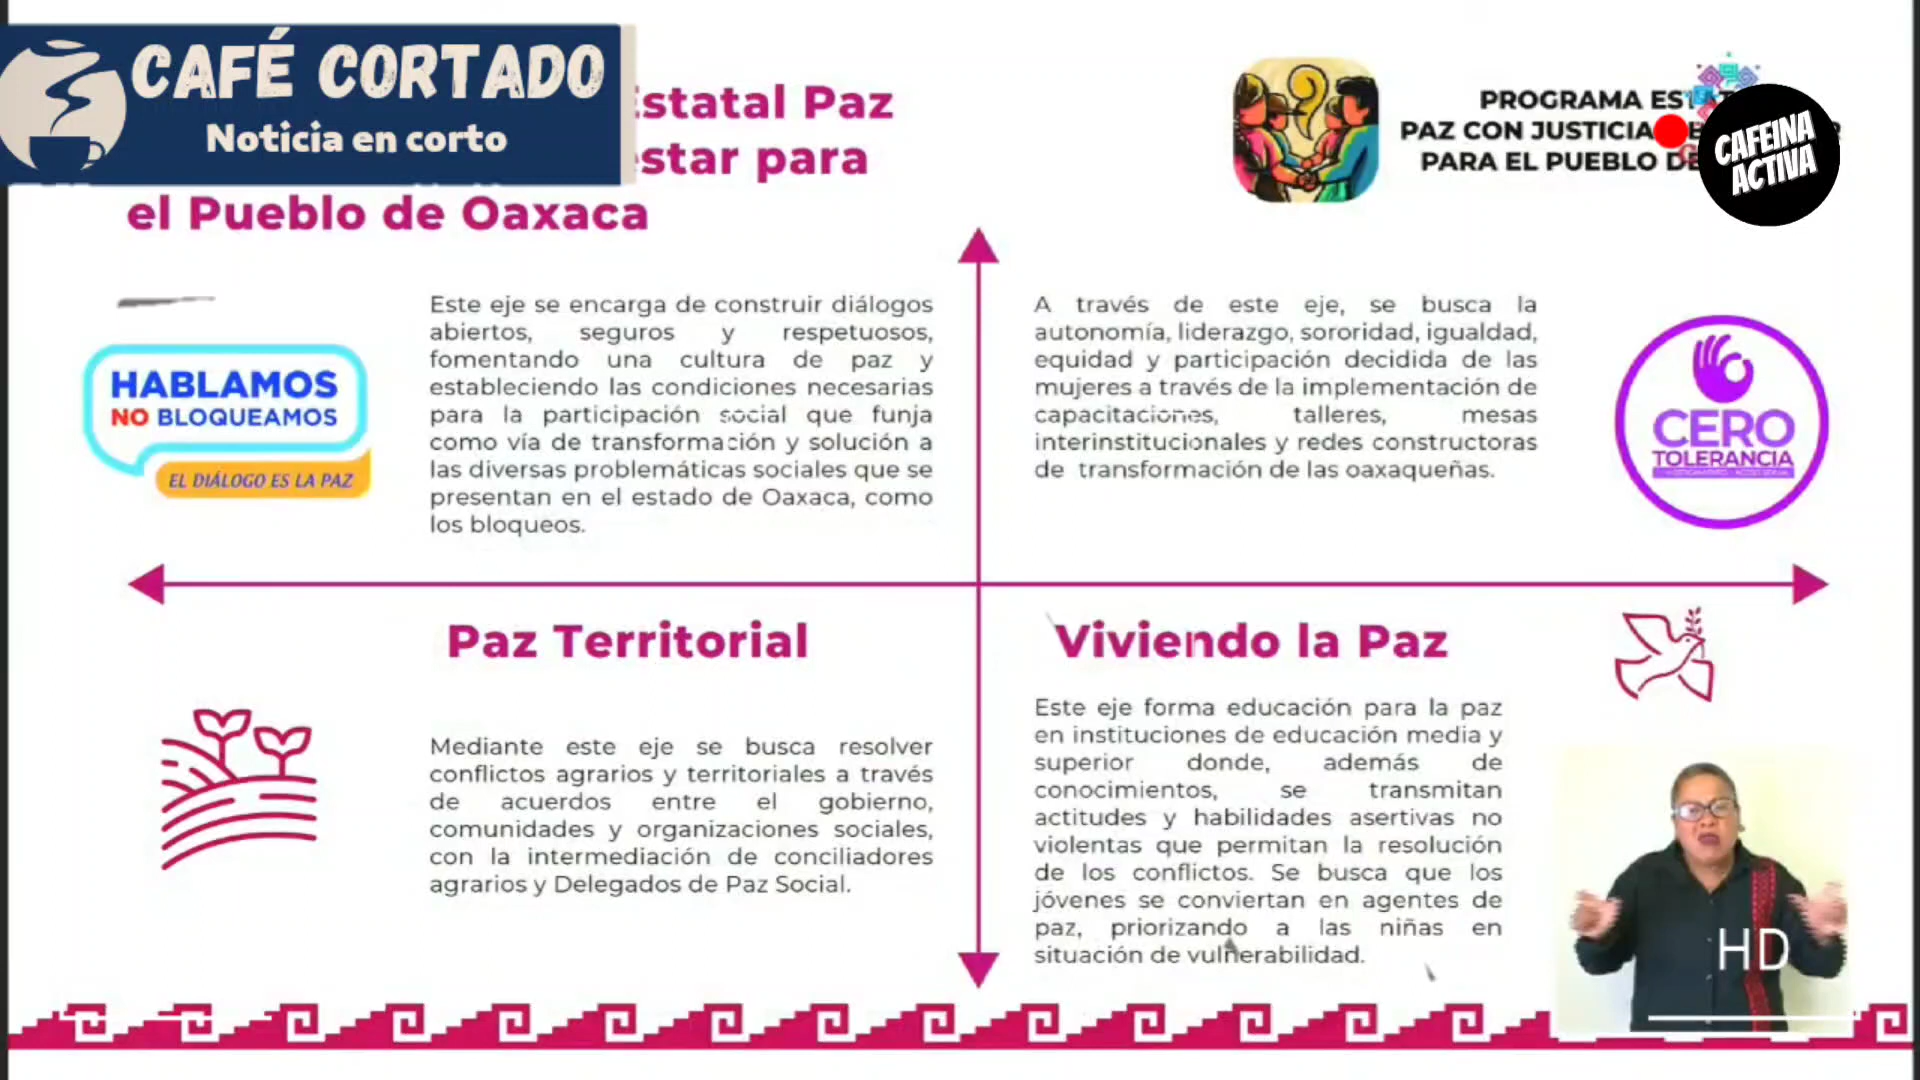 CAFÉ CORTADO
Noticia en corto
Estatal Paz
estar para
el Pueblo de Oaxaca
PROGRAMA
PAZ CON JUSTICIA
PARA EL PUEBLO
CAFEINA
ACTIVA
HABLAMOS
NO BLOQUEAMOS
EL DIÁLOGO ES LA PAZ
Este eje se encarga de construir diálogos
abiertos, seguros y respetuosos,
fomentando una cultura de paz y
estableciendo las condiciones necesarias
para la participación social que funja
como vía de transformación y solución a
las diversas problemáticas sociales que se
presentan en el estado de Oaxaca, como
los bloqueos.
A través de este eje, se busca la
autonomía, liderazgo, sororidad, igualdad,
equidad y participación decidida de las
mujeres a través de la implementación de
capacitaciones, talleres, mesas
interinstitucionales y redes constructoras
de transformación de las oaxaqueñas.
CERO
TOLERANCIA
Paz Territorial
Mediante este eje se busca resolver
conflictos agrarios y territoriales a través
de acuerdos entre el gobierno,
comunidades y organizaciones sociales,
con la intermediación de conciliadores
agrarios y Delegados de Paz Social.
Viviendo la Paz
Este eje forma educación para la paz
en instituciones de educación media y
superior donde, además de
conocimientos, se transmitan
actitudes y habilidades asertivas no
violentas que permitan la resolución
de los conflictos. Se busca que los
jóvenes se conviertan en agentes de
paz, priorizando a las niñas en
situación de vulnerabilidad.
HD